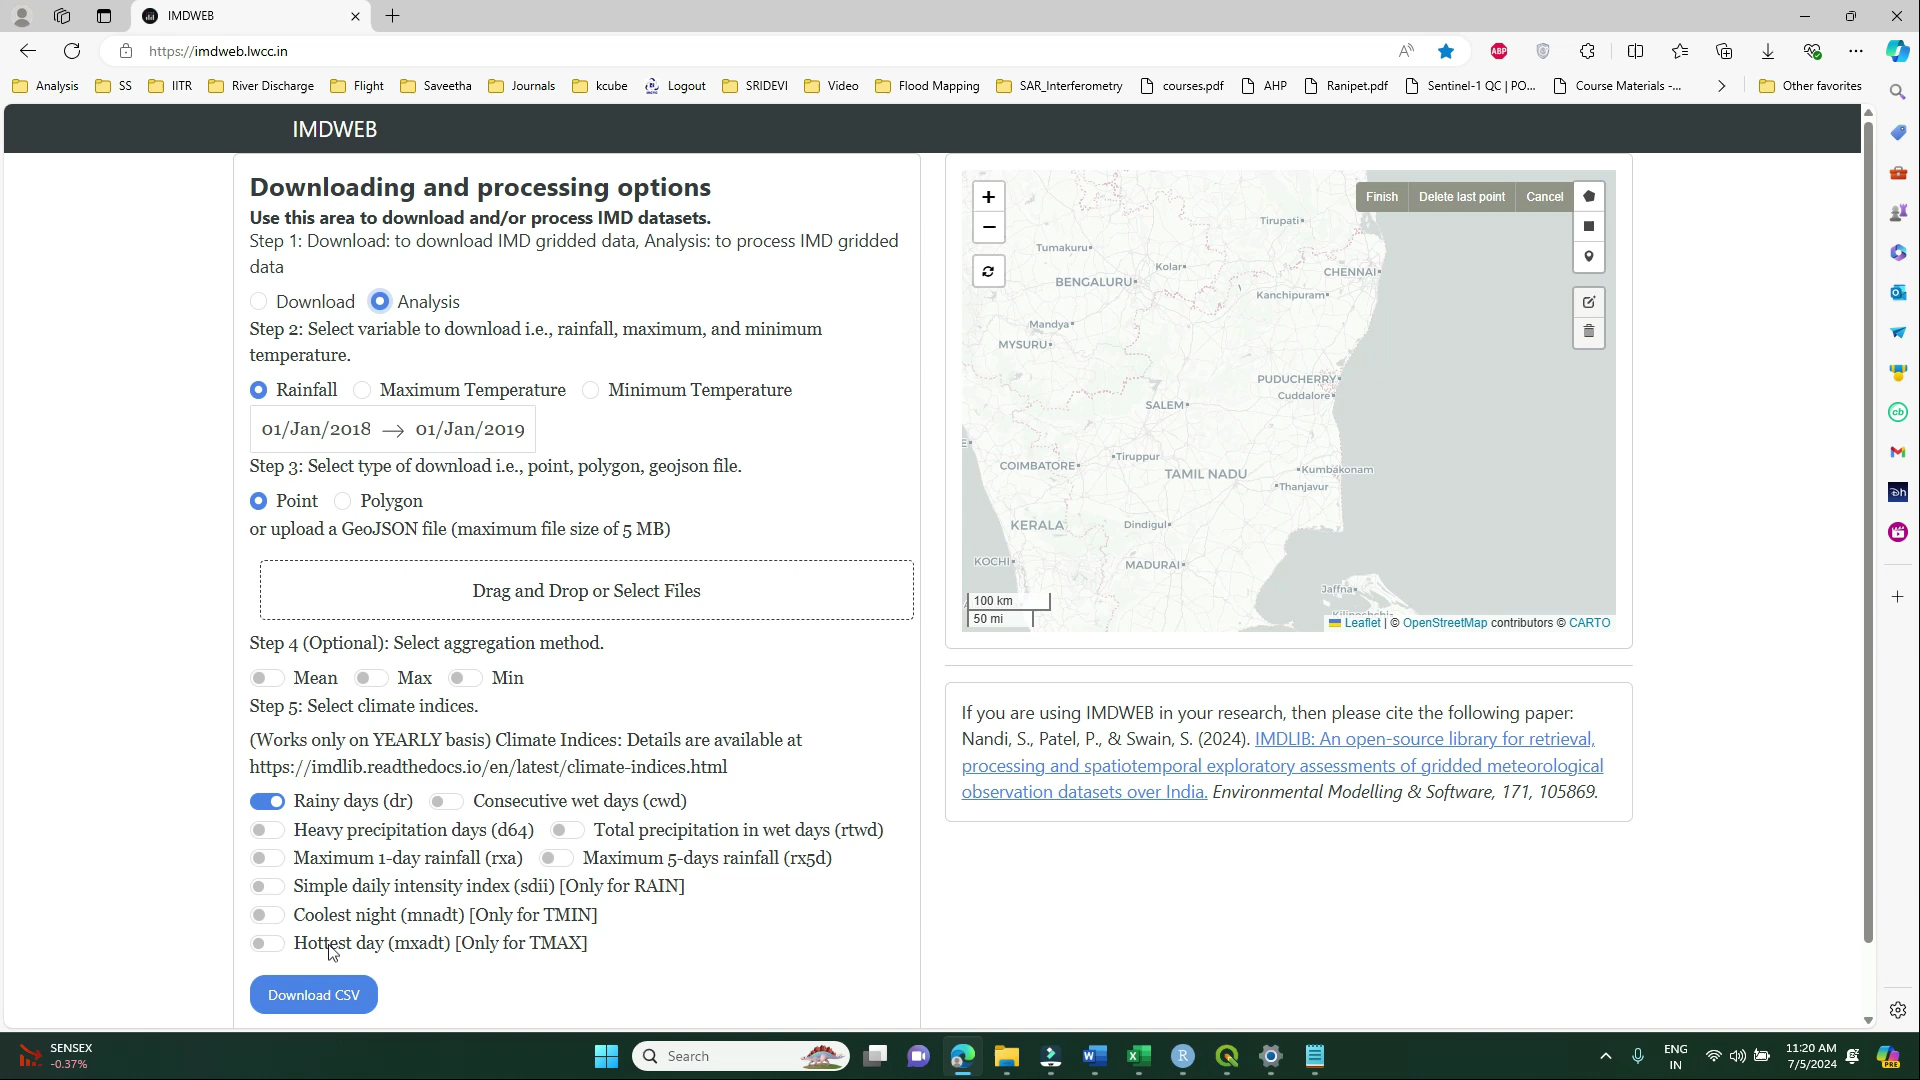 IMDWEB
https://imdweb.lwcc.in
ABP
Analysis SS IITR River Discharge Flight Saveetha Journals kcube Logout SRIDEVI Video Flood Mapping SAR_Interferometry courses.pdf AHP Ranipet.pdf Sentinel-1 QC | PO... Course Materials -... Other favorites
IMDWEB
Downloading and processing options
Use this area to download and/or process IMD datasets.
Step 1: Download: to download IMD gridded data, Analysis: to process IMD gridded
data
Download Analysis
Step 2: Select variable to download i.e., rainfall, maximum, and minimum
temperature.
Rainfall Maximum Temperature Minimum Temperature
01/Jan/2018 → 01/Jan/2019
Step 3: Select type of download i.e., point, polygon, geojson file.
Point Polygon
or upload a GeoJSON file (maximum file size of 5 MB)
Drag and Drop or Select Files
Step 4 (Optional): Select aggregation method.
Mean Max Min
Step 5: Select climate indices.
(Works only on YEARLY basis) Climate Indices: Details are available at
https://imdlib.readthedocs.io/en/latest/climate-indices.html
Rainy days (dr) Consecutive wet days (cwd)
Heavy precipitation days (d64) Total precipitation in wet days (rtwd)
Maximum 1-day rainfall (rxa) Maximum 5-days rainfall (rx5d)
Simple daily intensity index (sdii) [Only for RAIN]
Coolest night (mnadt) [Only for TMIN]
Hottest day (mxadt) [Only for TMAX]
Download CSV
+
−
Finish Delete last point Cancel
Tirupati
Tumakuru
Kolar
CHENNAI
BENGALURU
Kanchipuram
Mandya
MYSURU
PUDUCHERRY
Cuddalore
SALEM
Tiruppur
COIMBATORE
Kumbakonam
TAMIL NADU
Thanjavur
KERALA
Dindigul
KOCHI
MADURAI
Jaffna
100 km
50 mi
Leaflet | © OpenStreetMap contributors © CARTO
If you are using IMDWEB in your research, then please cite the following paper:
Nandi, S., Patel, P., & Swain, S. (2024). IMDLIB: An open-source library for retrieval,
processing and spatiotemporal exploratory assessments of gridded meteorological
observation datasets over India. Environmental Modelling & Software, 171, 105869.
SENSEX
-0.37%
Search
ENG
IN
11:20 AM
7/5/2024